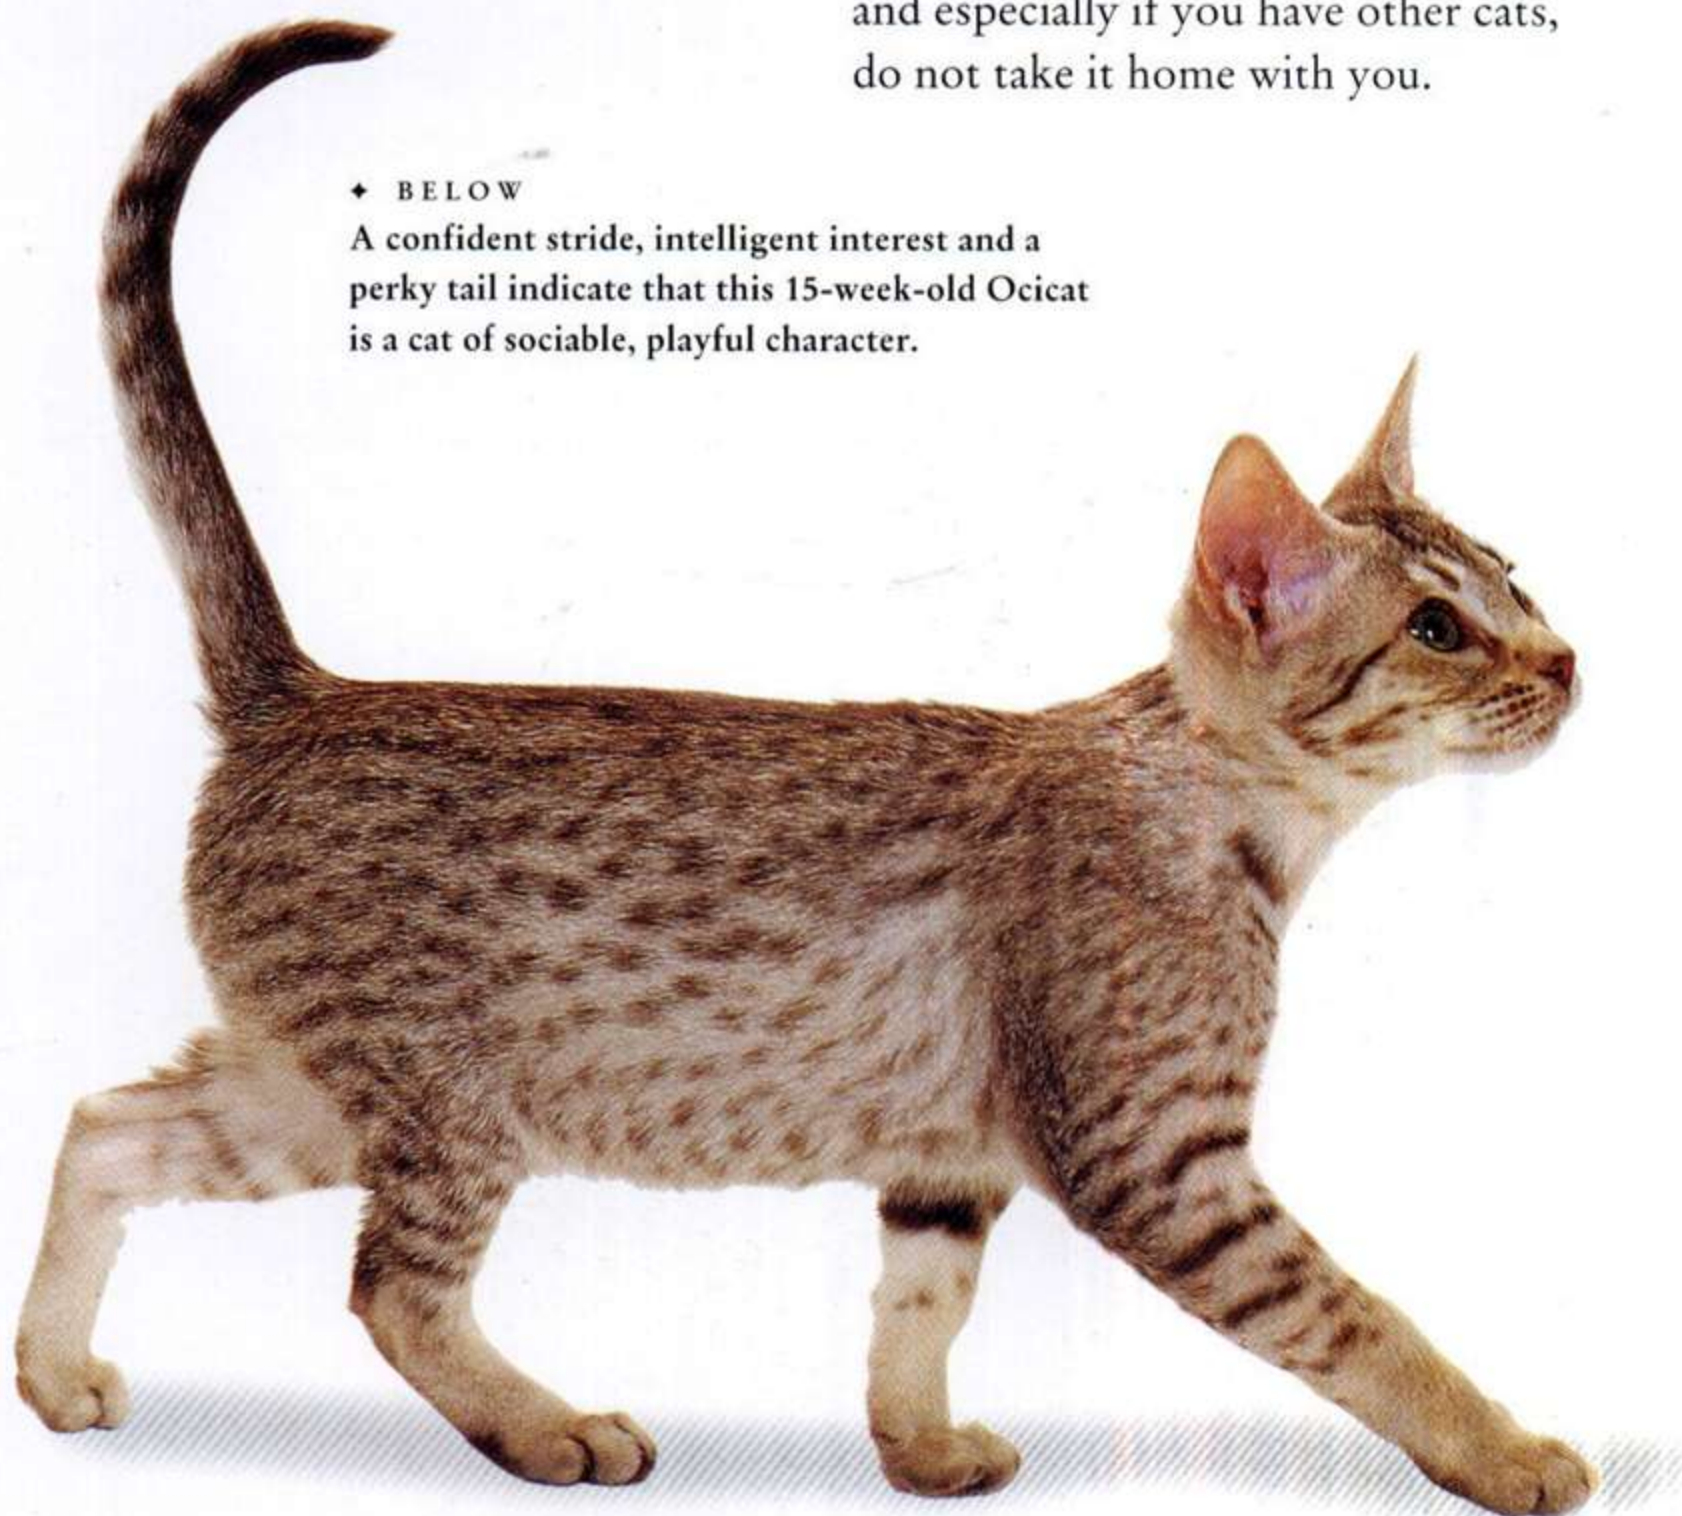 and especially if you have other cats,
do not take it home with you.
✦ BELOW
A confident stride, intelligent interest and a
perky tail indicate that this 15-week-old Ocicat
is a cat of sociable, playful character.